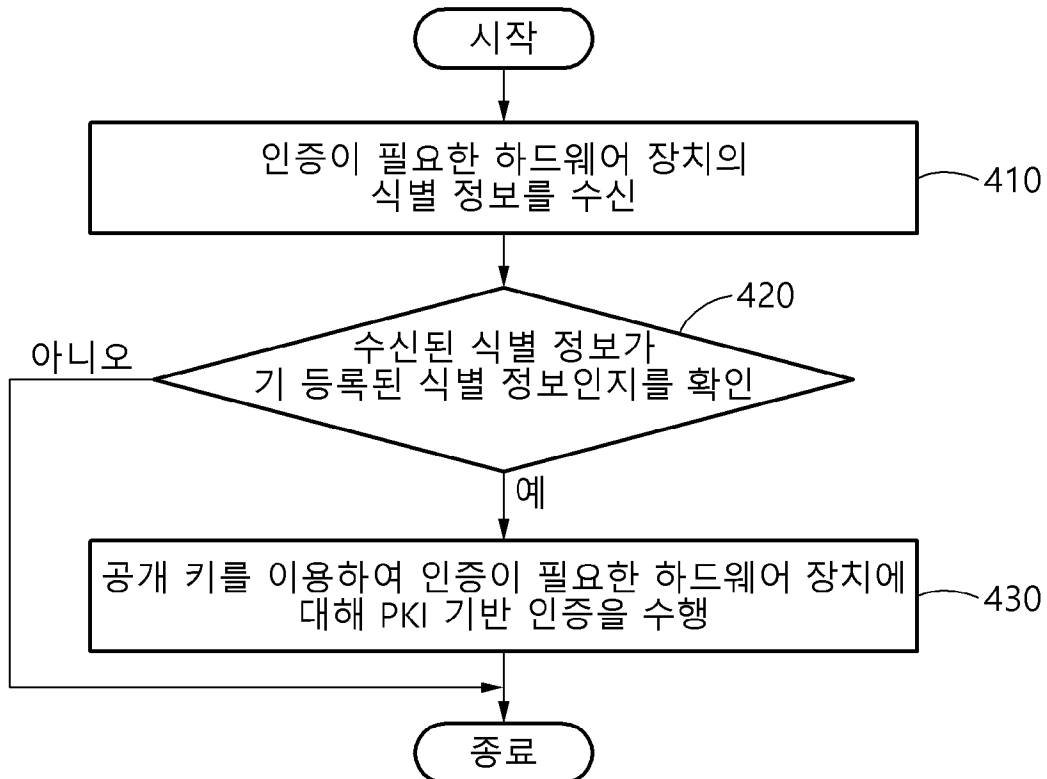 시작
인증이 필요한 하드웨어 장치의
식별 정보를 수신
410
420
수신된 식별 정보가
기 등록된 식별 정보인지를 확인
아니오
예
공개 키를 이용하여 인증이 필요한 하드웨어 장치에
대해 PKI 기반 인증을 수행
430
종료